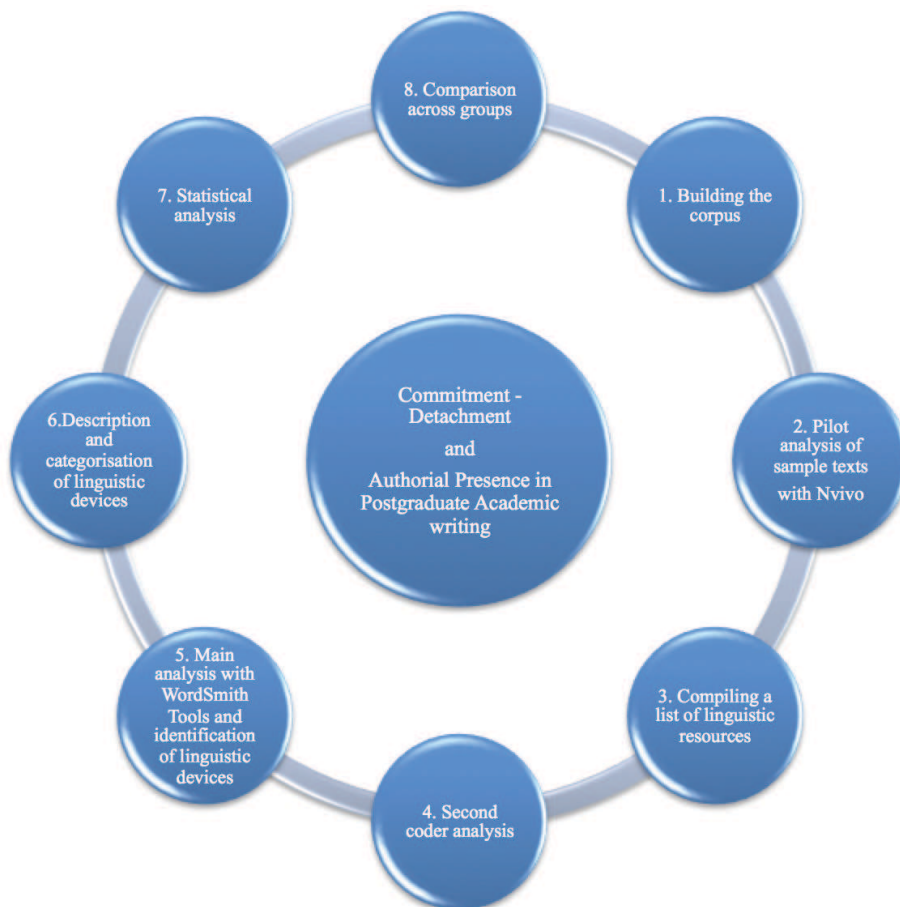 8. Comparison
across groups
1. Building the
corpus
2. Pilot
analysis of
sample texts
with Nvivo
3. Compiling a
list of linguistic
resources
4. Second
coder analysis
5. Main
analysis with
WordSmith
Tools and
identification
of linguistic
devices
6.Description
and
categorisation
of linguistic
devices
7. Statistical
analysis
Commitment -
Detachment
and
Authorial Presence in
Postgraduate Academic
writing